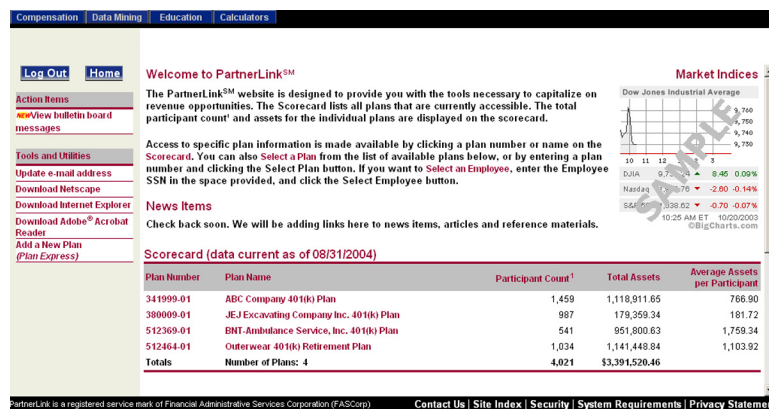 Compensation Data Mining Education Calculators
Log Out Home
Action Items
NEW View bulletin board
messages
Tools and Utilities
Update e-mail address
Download Netscape
Download Internet Explorer
Download Adobe® Acrobat
Reader
Add a New Plan
(Plan Express)
Welcome to PartnerLink℠
The PartnerLink℠ website is designed to provide you with the tools necessary to capitalize on
revenue opportunities. The Scorecard lists all plans that are currently accessible. The total
participant count¹ and assets for the individual plans are displayed on the scorecard.
Access to specific plan information is made available by clicking a plan number or name on the
Scorecard. You can also Select a Plan from the list of available plans below, or by entering a plan
number and clicking the Select Plan button. If you want to Select an Employee, enter the Employee
SSN in the space provided, and click the Select Employee button.
News Items
Check back soon. We will be adding links here to news items, articles and reference materials.
Market Indices
Dow Jones Industrial Average
9,760
9,750
9,740
9,730
10 11 12 2 3
SAMPLE
DJIA 8.45 0.09%
Nasdaq -2.60 -0.14%
S&P -0.70 -0.07%
10:25 AM ET 10/20/2003
©BigCharts.com
Scorecard (data current as of 08/31/2004)
Plan Number Plan Name Participant Count¹ Total Assets Average Assets
per Participant
341999-01 ABC Company 401(k) Plan 1,459 1,118,911.65 766.90
380009-01 JEJ Excavating Company Inc. 401(k) Plan 987 179,359.34 181.72
512369-01 BNT-Ambulance Service, Inc. 401(k) Plan 541 951,800.63 1,759.34
512464-01 Outerwear 401(k) Retirement Plan 1,034 1,141,448.84 1,103.92
Totals Number of Plans: 4 4,021 $3,391,520.46
PartnerLink is a registered service mark of Financial Administrative Services Corporation (FASCorp)
Contact Us | Site Index | Security | System Requirements | Privacy Stateme